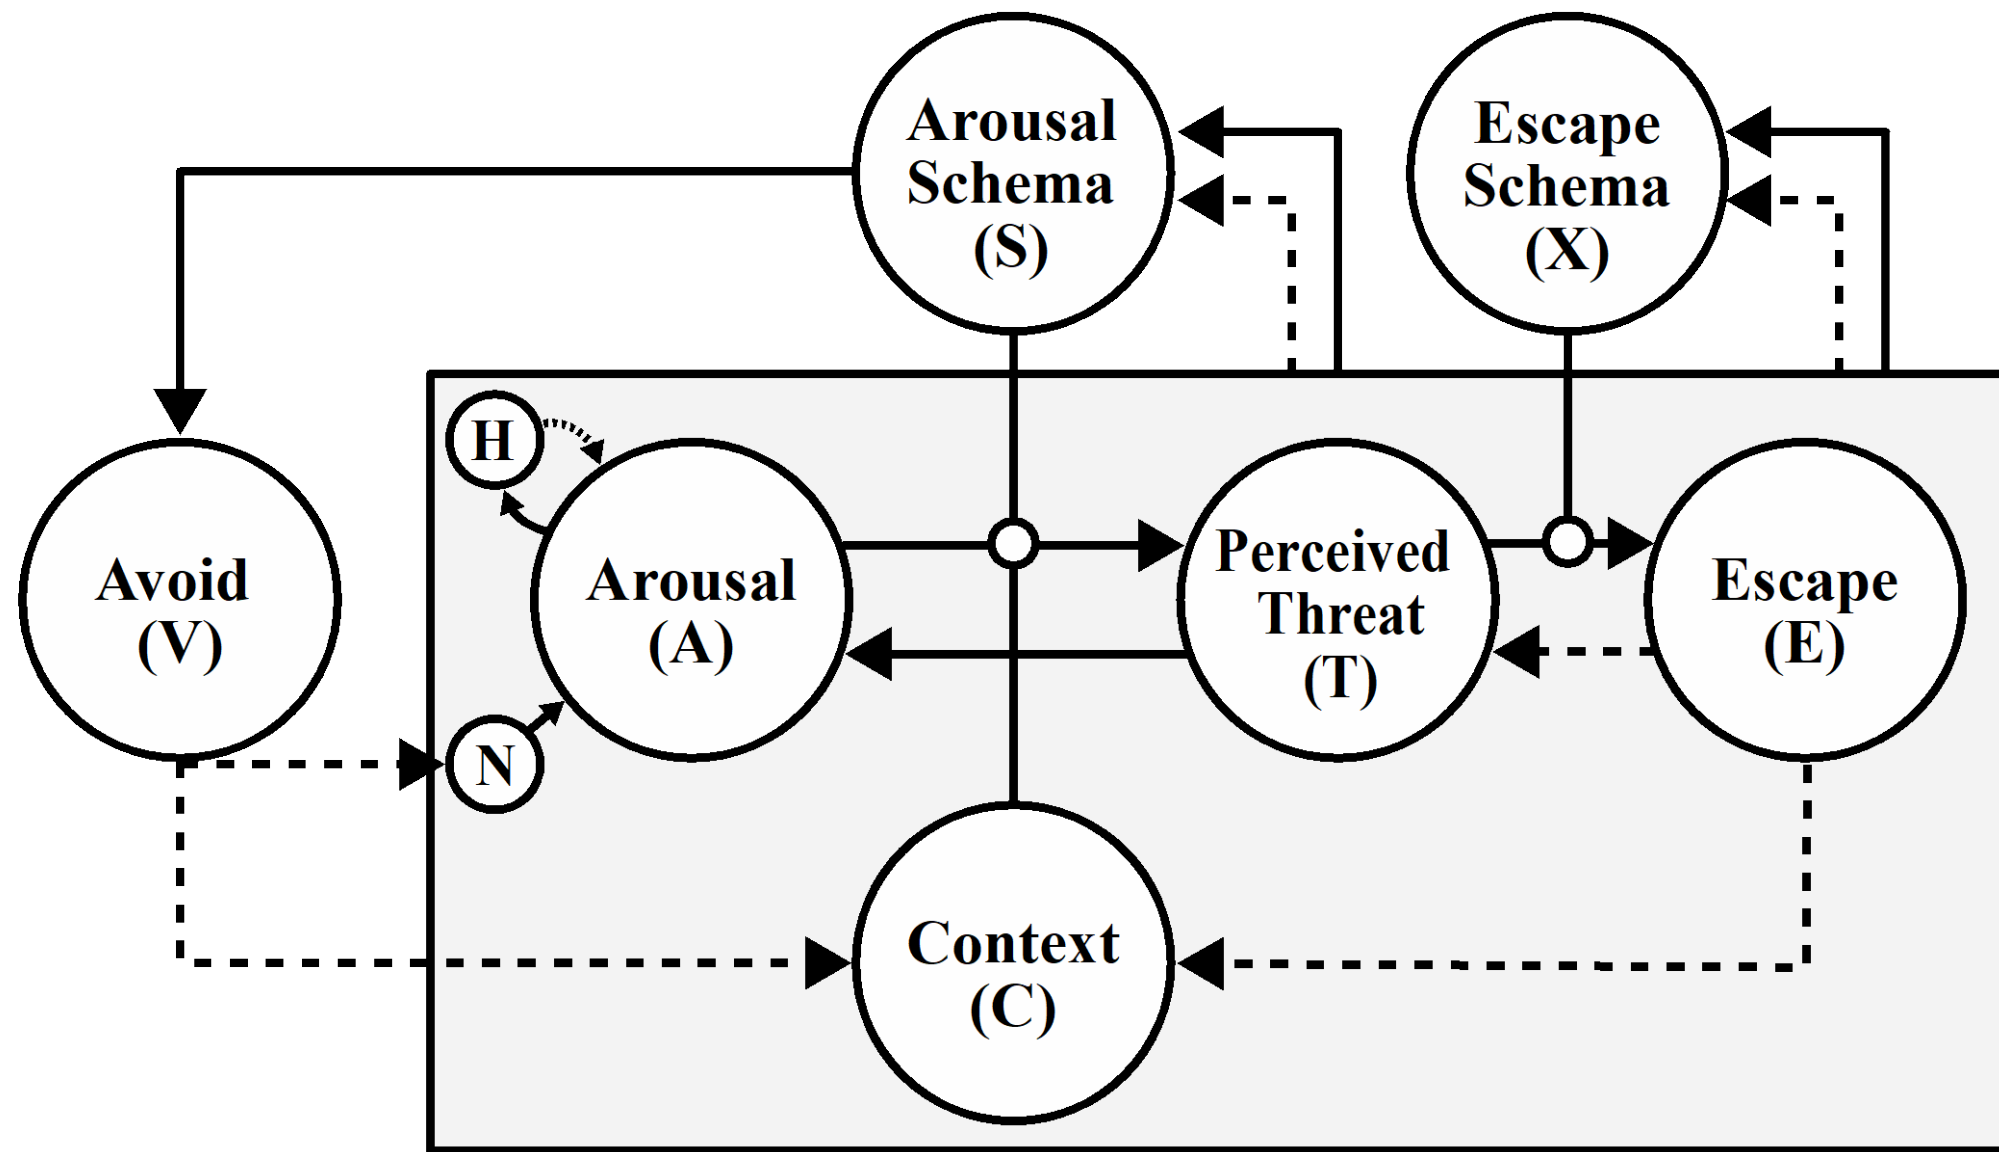 Arousal
Schema
(S)
Escape
Schema
(X)
H
Avoid
(V)
Arousal
(A)
Perceived
Threat
(T)
Escape
(E)
N
Context
(C)